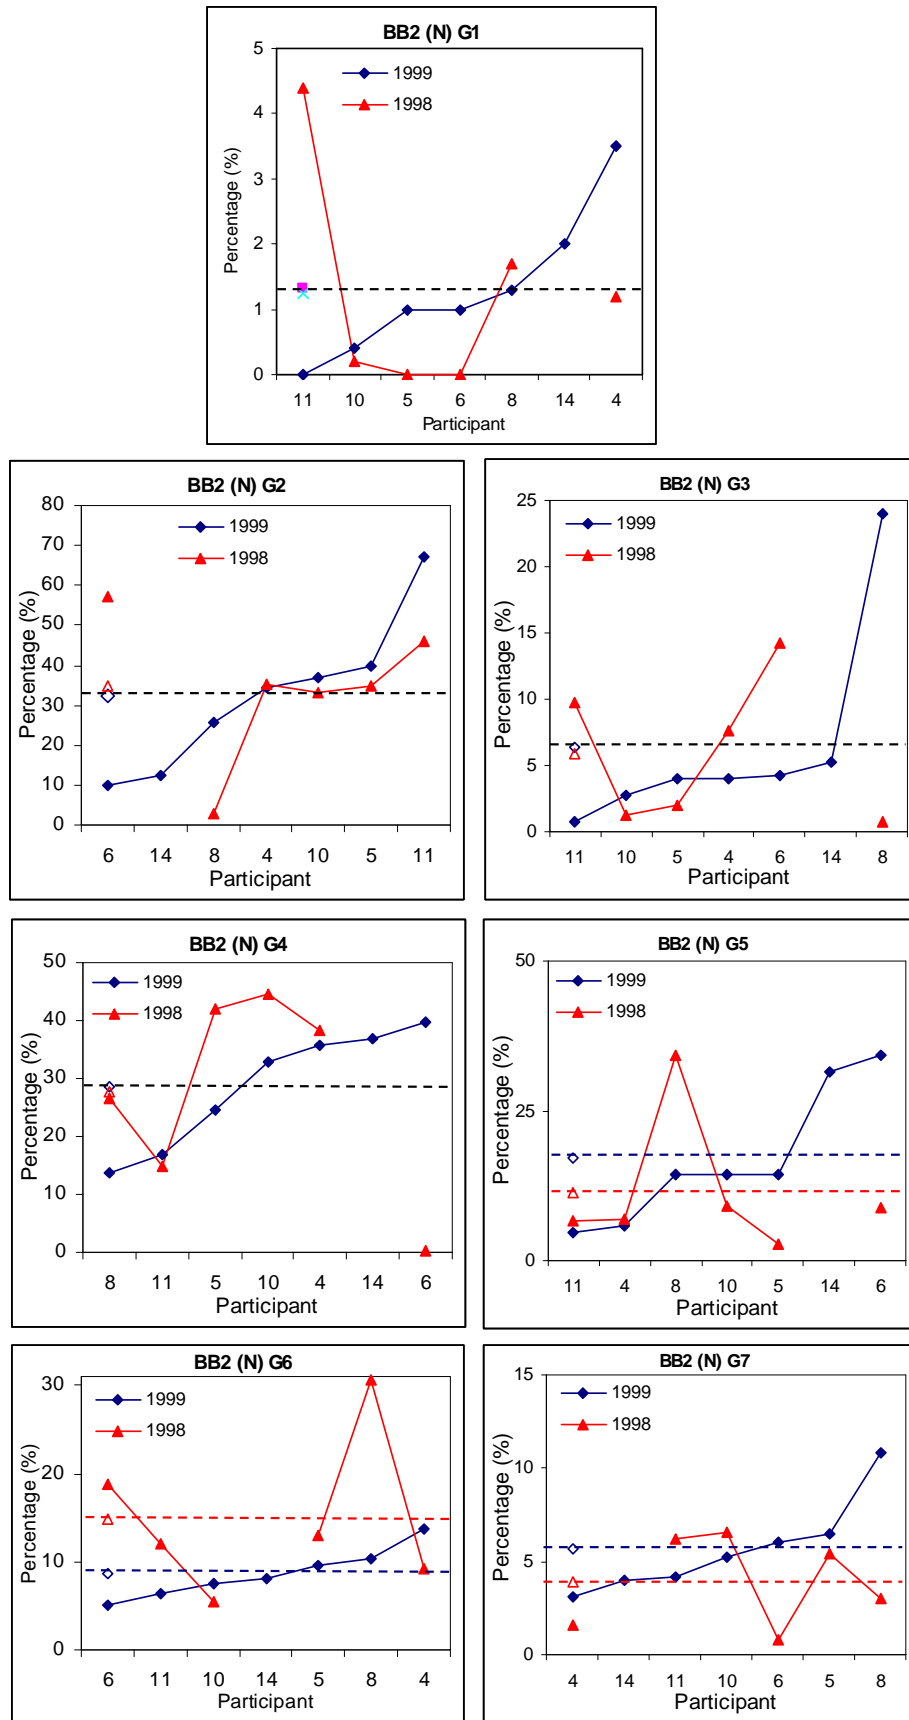 BB2 (N) G1
5
4
3
2
1
0
Percentage (%)
1999
1998
11 10 5 6 8 14 4
Participant
BB2 (N) G2
80
70
60
50
40
30
20
10
0
Percentage (%)
1999
1998
6 14 8 4 10 5 11
Participant
BB2 (N) G3
25
20
15
10
5
0
Percentage (%)
1999
1998
11 10 5 4 6 14 8
Participant
BB2 (N) G4
50
40
30
20
10
0
Percentage (%)
1999
1998
8 11 5 10 4 14 6
Participant
BB2 (N) G5
50
25
0
Percentage (%)
1999
1998
11 4 8 10 5 14 6
Participant
BB2 (N) G6
30
20
10
0
Percentage (%)
1999
1998
6 11 10 14 5 8 4
Participant
BB2 (N) G7
15
10
5
0
Percentage (%)
1999
1998
4 14 11 10 6 5 8
Participant